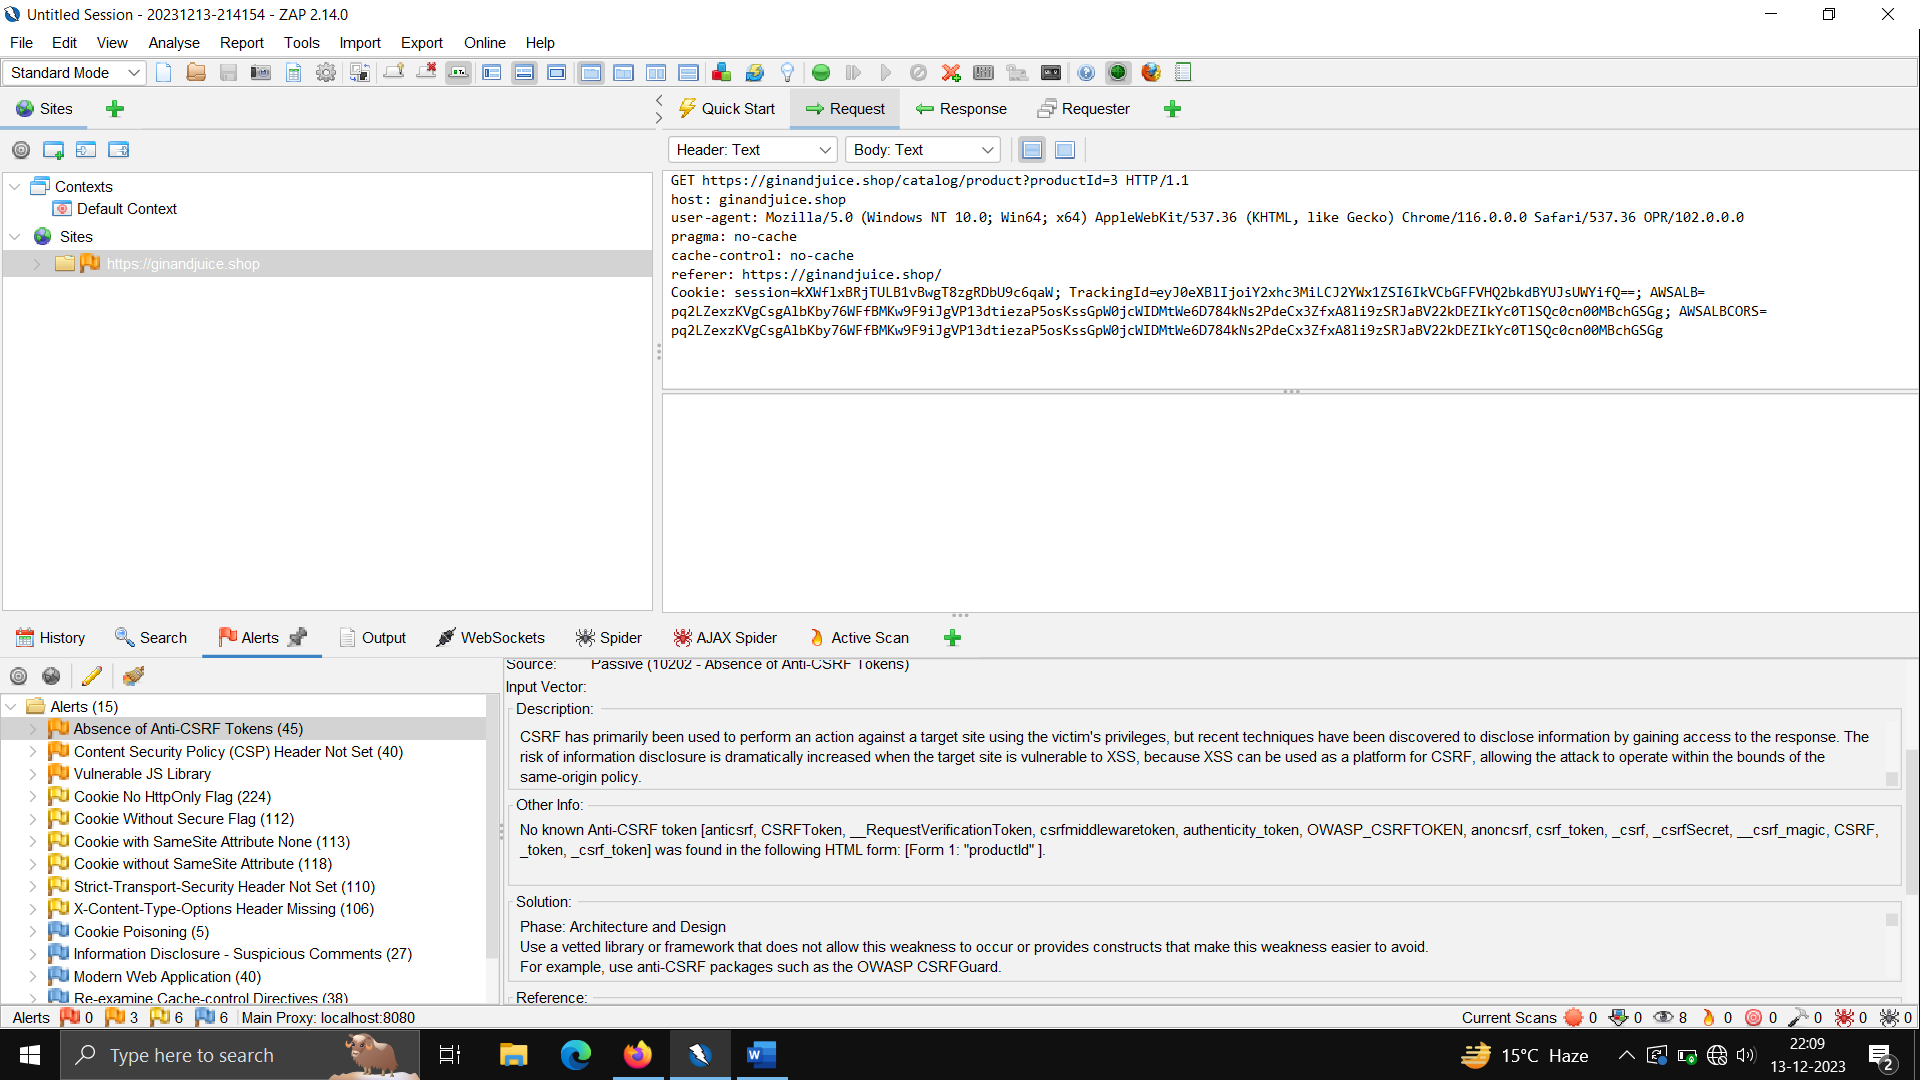 Untitled Session - 20231213-214154 - ZAP 2.14.0
File Edit View Analyse Report Tools Import Export Online Help
Standard Mode
Sites
Quick Start Request Response Requester
Header: Text Body: Text
Contexts
Default Context
Sites
https://ginandjuice.shop
GET https://ginandjuice.shop/catalog/product?productId=3 HTTP/1.1
host: ginandjuice.shop
user-agent: Mozilla/5.0 (Windows NT 10.0; Win64; x64) AppleWebKit/537.36 (KHTML, like Gecko) Chrome/116.0.0.0 Safari/537.36 OPR/102.0.0.0
pragma: no-cache
cache-control: no-cache
referer: https://ginandjuice.shop/
Cookie: session=kXWflxBRjTULB1vBwgT8zgRDbU9c6qaW; TrackingId=eyJ0eXBlIjoiY2xhc3MiLCJ2YWx1ZSI6IkVCbGFFVHQ2bkdBYUJsUWYifQ==; AWSALB=
pq2LZexzKVgCsgAlbKby76WFfBMKw9F9iJgVP13dtiezaP5osKssGpW0jcWIDMtWe6D784kNs2PdeCx3ZfxA8li9zSRJaBV22kDEZIkYc0TlSQc0cn00MBchGSGg; AWSALBCORS=
pq2LZexzKVgCsgAlbKby76WFfBMKw9F9iJgVP13dtiezaP5osKssGpW0jcWIDMtWe6D784kNs2PdeCx3ZfxA8li9zSRJaBV22kDEZIkYc0TlSQc0cn00MBchGSGg
History Search Alerts Output WebSockets Spider AJAX Spider Active Scan
Alerts (15)
Absence of Anti-CSRF Tokens (45)
Content Security Policy (CSP) Header Not Set (40)
Vulnerable JS Library
Cookie No HttpOnly Flag (224)
Cookie Without Secure Flag (112)
Cookie with SameSite Attribute None (113)
Cookie without SameSite Attribute (118)
Strict-Transport-Security Header Not Set (110)
X-Content-Type-Options Header Missing (106)
Cookie Poisoning (5)
Information Disclosure - Suspicious Comments (27)
Modern Web Application (40)
Re-examine Cache-control Directives (38)
Source: Passive (10202 - Absence of Anti-CSRF Tokens)
Input Vector:
Description:
CSRF has primarily been used to perform an action against a target site using the victim's privileges, but recent techniques have been discovered to disclose information by gaining access to the response. The
risk of information disclosure is dramatically increased when the target site is vulnerable to XSS, because XSS can be used as a platform for CSRF, allowing the attack to operate within the bounds of the
same-origin policy.
Other Info:
No known Anti-CSRF token [anticsrf, CSRFToken, __RequestVerificationToken, csrfmiddlewaretoken, authenticity_token, OWASP_CSRFTOKEN, anoncsrf, csrf_token, _csrf, _csrfSecret, __csrf_magic, CSRF,
_token, _csrf_token] was found in the following HTML form: [Form 1: "productId" ].
Solution:
Phase: Architecture and Design
Use a vetted library or framework that does not allow this weakness to occur or provides constructs that make this weakness easier to avoid.
For example, use anti-CSRF packages such as the OWASP CSRFGuard.
Reference:
Alerts 0 3 6 6 Main Proxy: localhost:8080
Current Scans 0 0 8 0 0 0 0 0
Type here to search
15°C Haze
22:09
13-12-2023
2